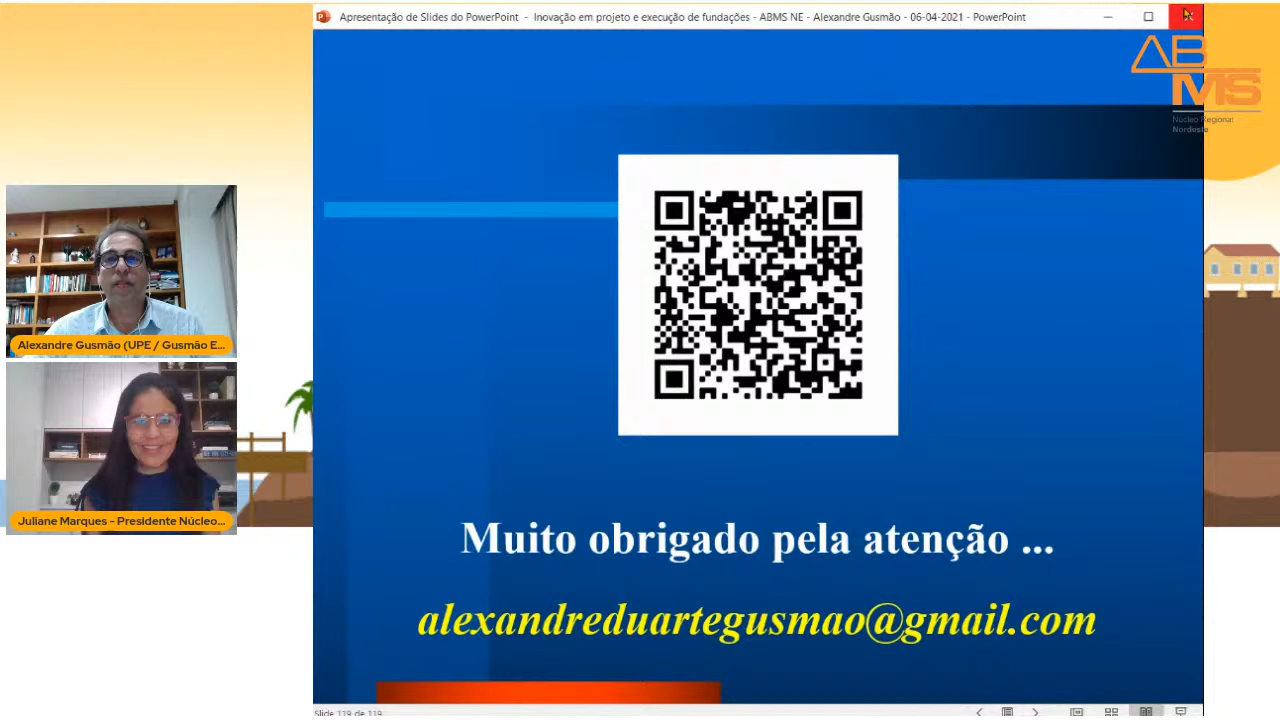 Apresentação de Slides do PowerPoint - Inovação em projeto e execução de fundações - ABMS NE - Alexandre Gusmão - 06-04-2021 - PowerPoint
ABMS
Núcleo Regional
Nordeste
Alexandre Gusmão (UPE / Gusmão E...
Juliane Marques - Presidente Núcleo...
Muito obrigado pela atenção ...
alexandreduartegusmao@gmail.com
Slide 119 de 119